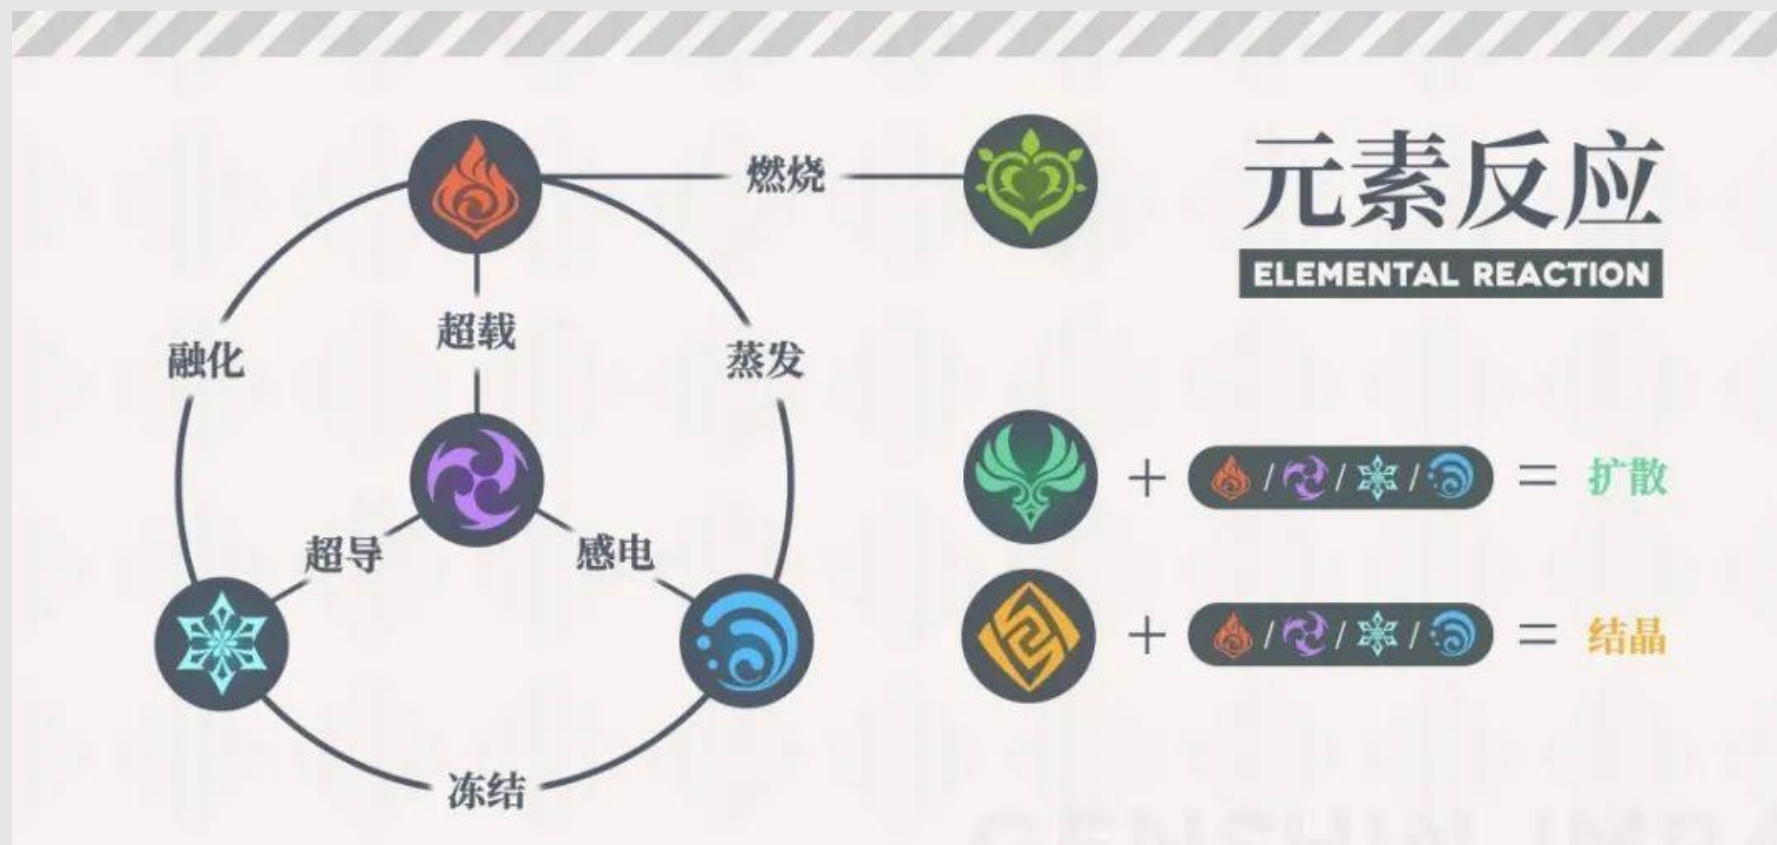 燃烧
元素反应
ELEMENTAL REACTION
超载
融化
蒸发
+ / / / = 扩散
超导
感电
+ / / / = 结晶
冻结
GENSHIN